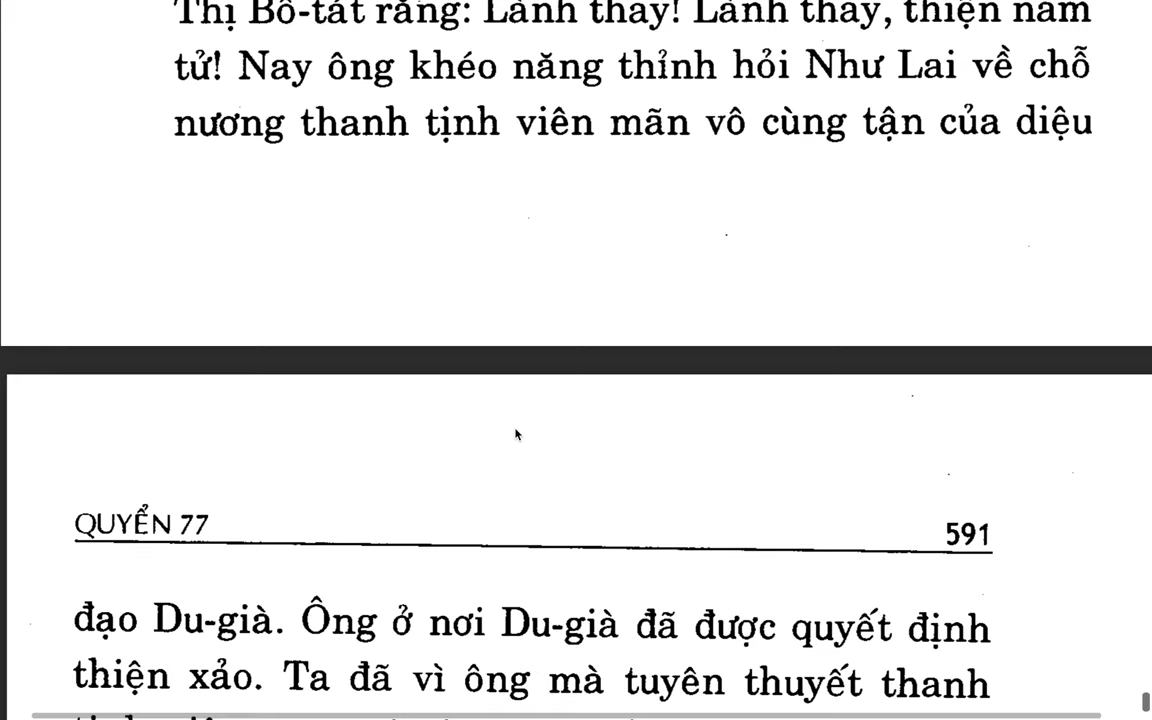 Thị Bồ-tát rằng: Lành thay! Lành thay, thiện nam
tử! Nay ông khéo năng thỉnh hỏi Như Lai về chỗ
nương thanh tịnh viên mãn vô cùng tận của diệu
QUYỂN 77
591
đạo Du-già. Ông ở nơi Du-già đã được quyết định
thiện xảo. Ta đã vì ông mà tuyên thuyết thanh